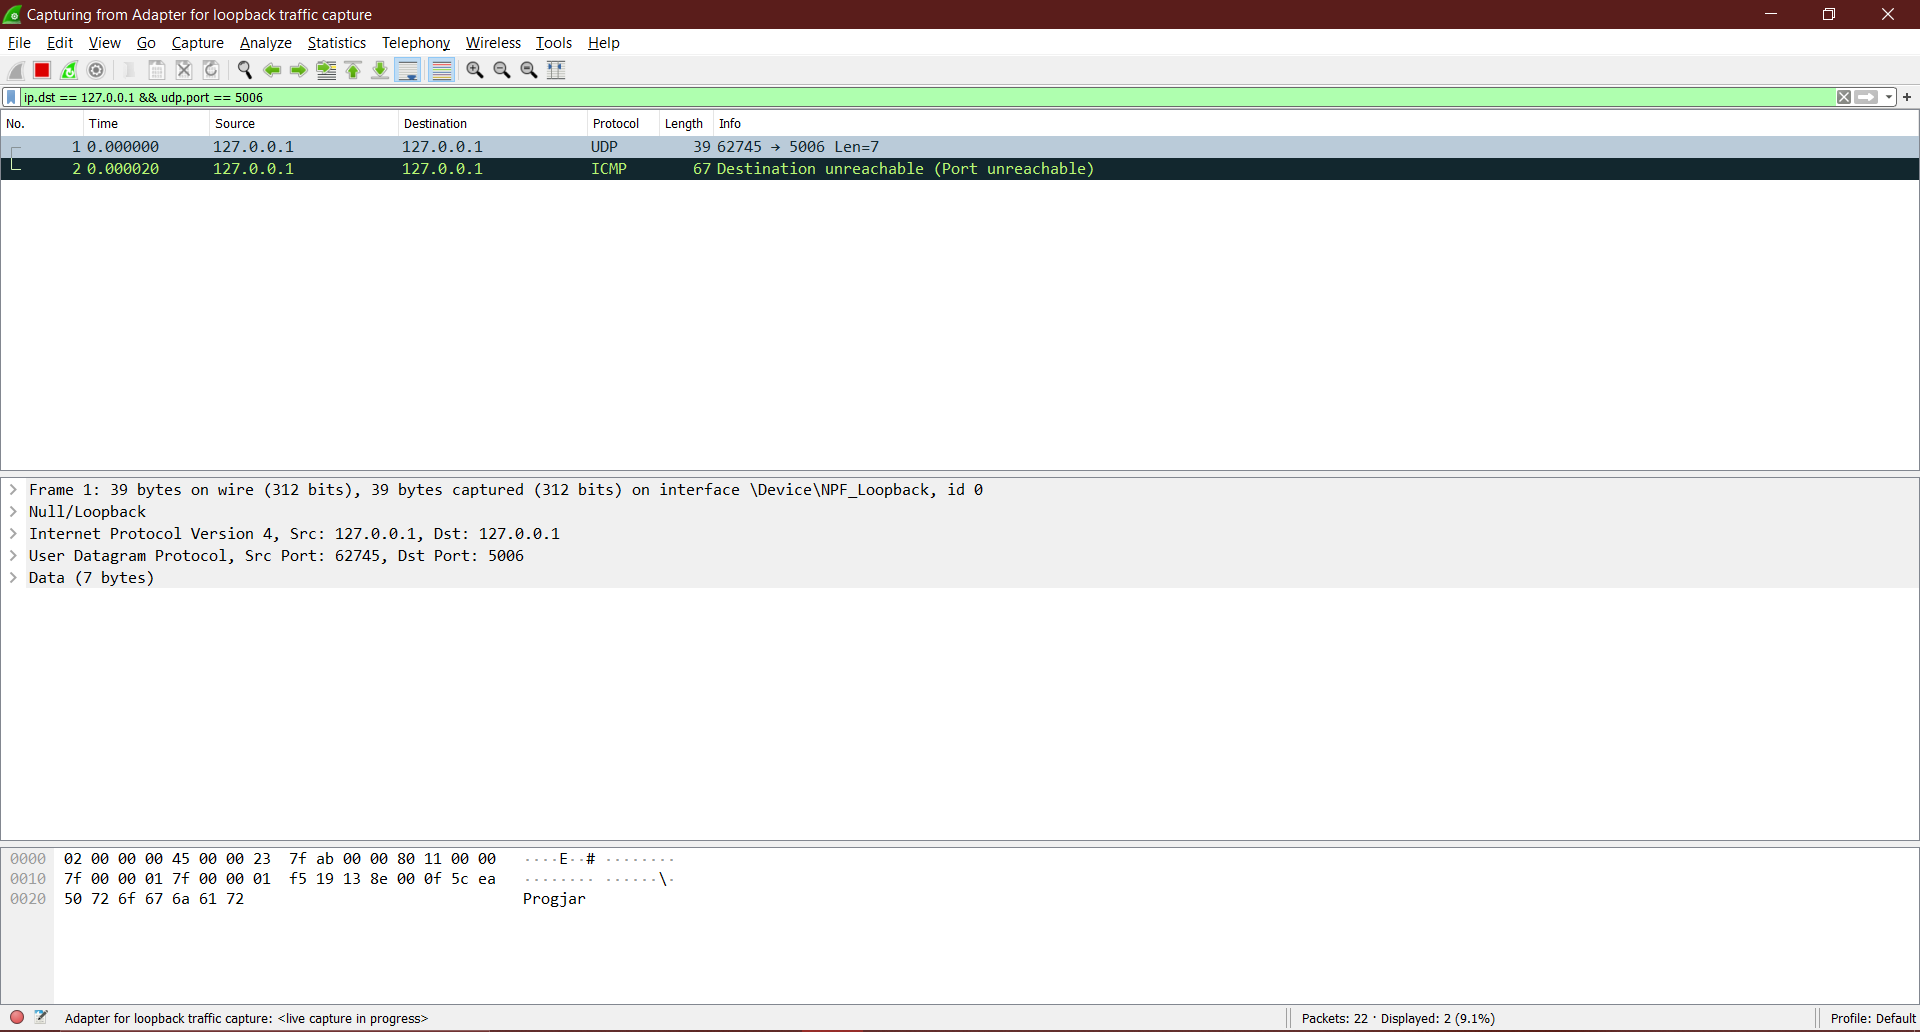 Capturing from Adapter for loopback traffic capture
File Edit View Go Capture Analyze Statistics Telephony Wireless Tools Help
ip.dst == 127.0.0.1 && udp.port == 5006
No. Time Source Destination Protocol Length Info
1 0.000000 127.0.0.1 127.0.0.1 UDP 39 62745 → 5006 Len=7
2 0.000020 127.0.0.1 127.0.0.1 ICMP 67 Destination unreachable (Port unreachable)
Frame 1: 39 bytes on wire (312 bits), 39 bytes captured (312 bits) on interface \Device\NPF_Loopback, id 0
Null/Loopback
Internet Protocol Version 4, Src: 127.0.0.1, Dst: 127.0.0.1
User Datagram Protocol, Src Port: 62745, Dst Port: 5006
Data (7 bytes)
0000 02 00 00 00 45 00 00 23 7f ab 00 00 80 11 00 00 ····E··# ········
0010 7f 00 00 01 7f 00 00 01 f5 19 13 8e 00 0f 5c ea ········ ······\·
0020 50 72 6f 67 6a 61 72 Progjar
Adapter for loopback traffic capture: <live capture in progress> Packets: 22 · Displayed: 2 (9.1%) Profile: Default